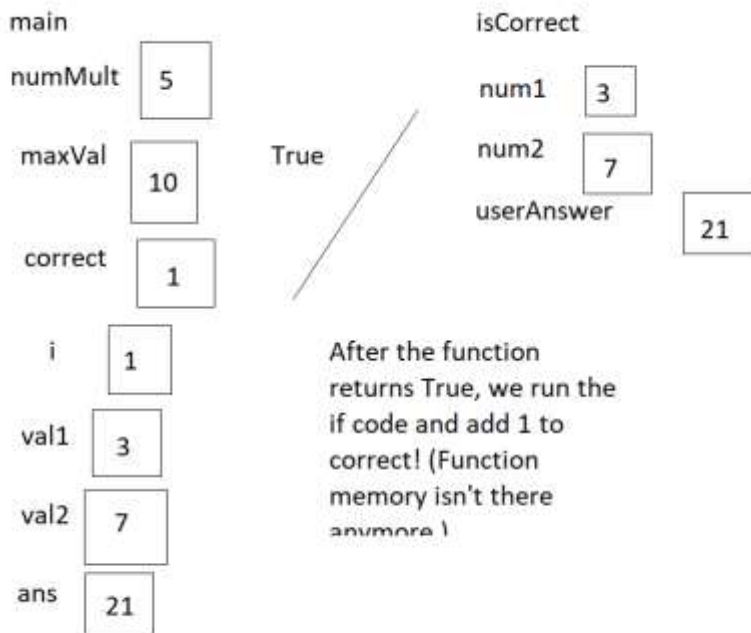 main
numMult 5
maxVal 10
correct 1
i 1
val1 3
val2 7
ans 21
True
isCorrect
num1 3
num2 7
userAnswer 21
After the function
returns True, we run the
if code and add 1 to
correct! (Function
memory isn't there
anymore.)